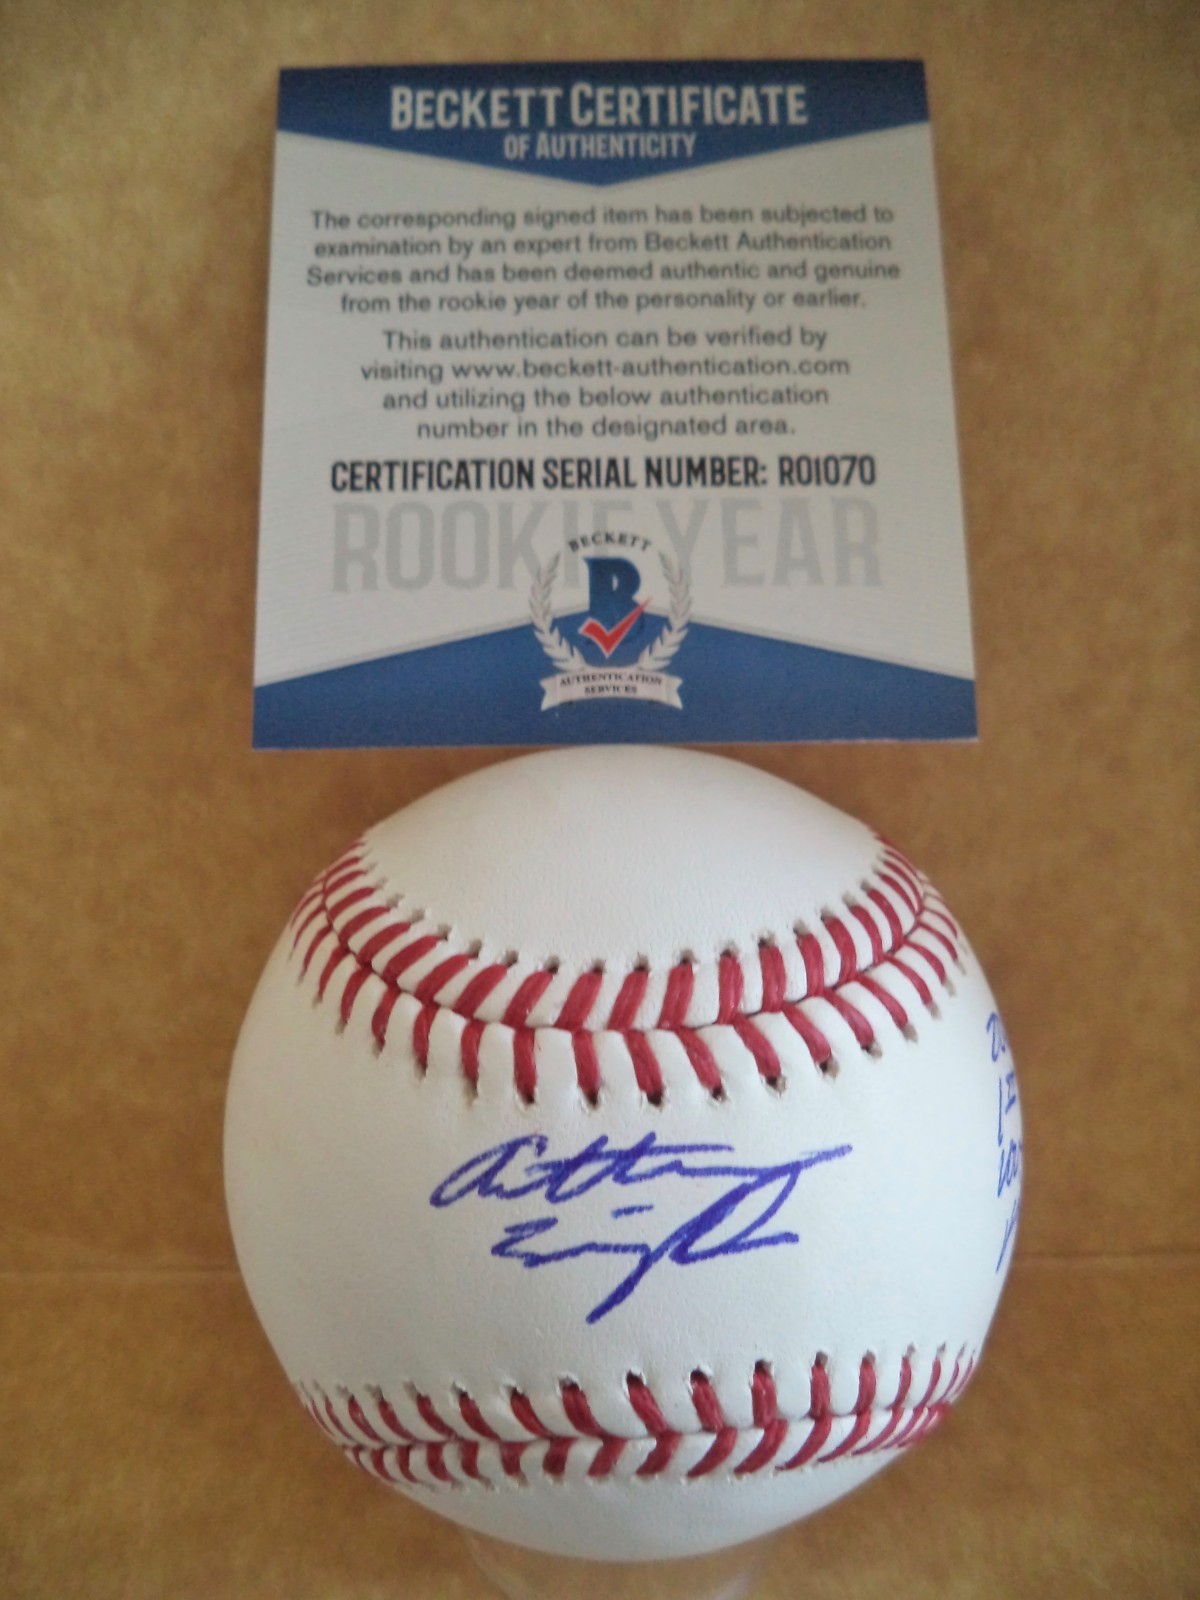 BECKETT CERTIFICATE
OF AUTHENTICITY
The corresponding signed item has been subjected to
examination by an expert from Beckett Authentication
Services and has been deemed authentic and genuine
from the rookie year of the personality or earlier.
This authentication can be verified by
visiting www.beckett-authentication.com
and utilizing the below authentication
number in the designated area.
CERTIFICATION SERIAL NUMBER: R01070
ROOKIE YEAR
BECKETT
B
AUTHENTICATION
SERVICES